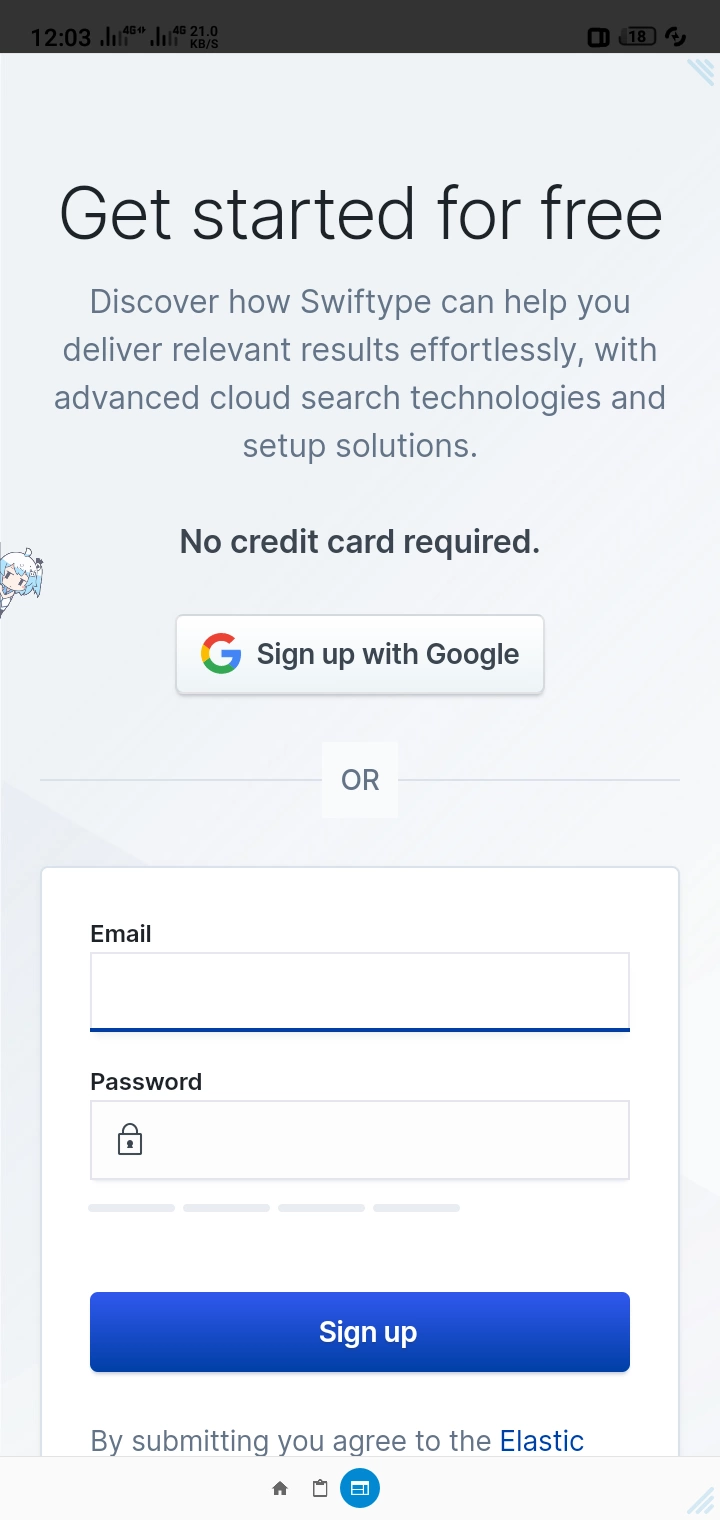 12:03 4G 4G 21.0 KB/S 18
Get started for free
Discover how Swiftype can help you
deliver relevant results effortlessly, with
advanced cloud search technologies and
setup solutions.
No credit card required.
Sign up with Google
OR
Email
Password
Sign up
By submitting you agree to the Elastic